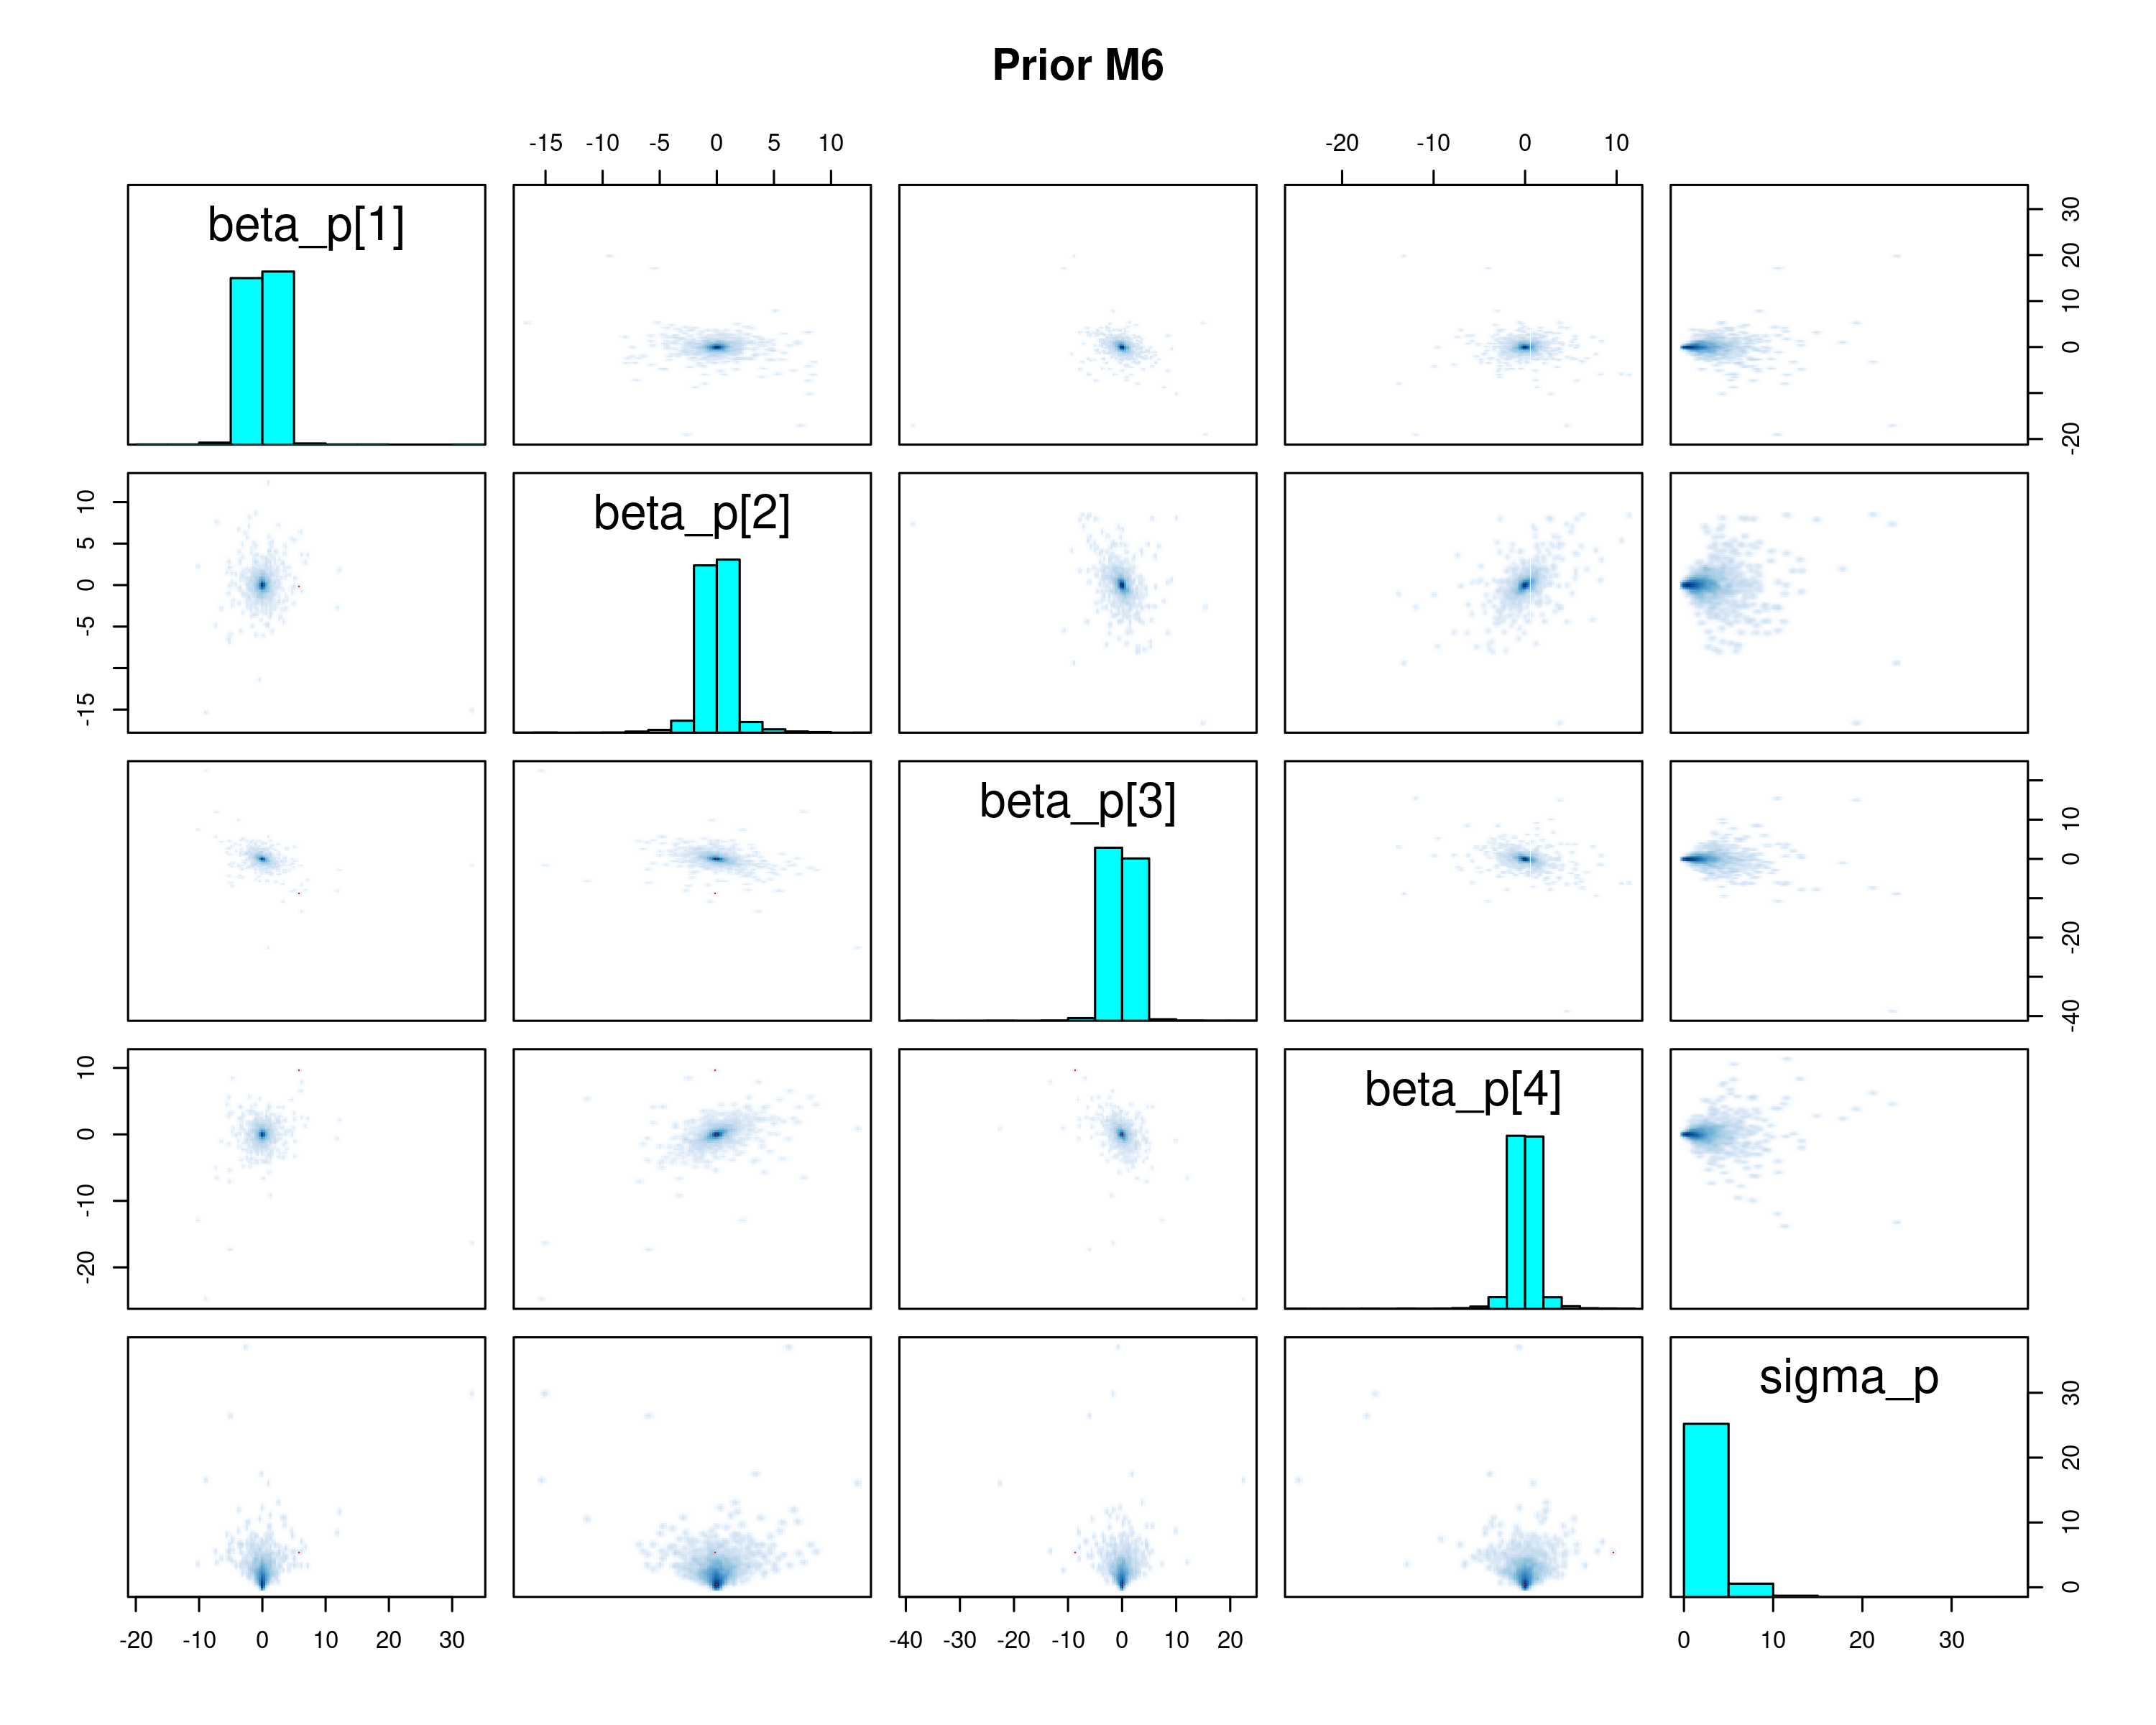 Prior M6
-15 -10 -5 0 5 10
-20 -10 0 10
beta_p[1]
-20 0 10 20 30
-15 -5 0 5 10
beta_p[2]
beta_p[3]
-40 -20 0 10
-20 -10 0 10
beta_p[4]
sigma_p
0 10 20 30
-20 -10 0 10 20 30
-40 -30 -20 -10 0 10 20
0 10 20 30